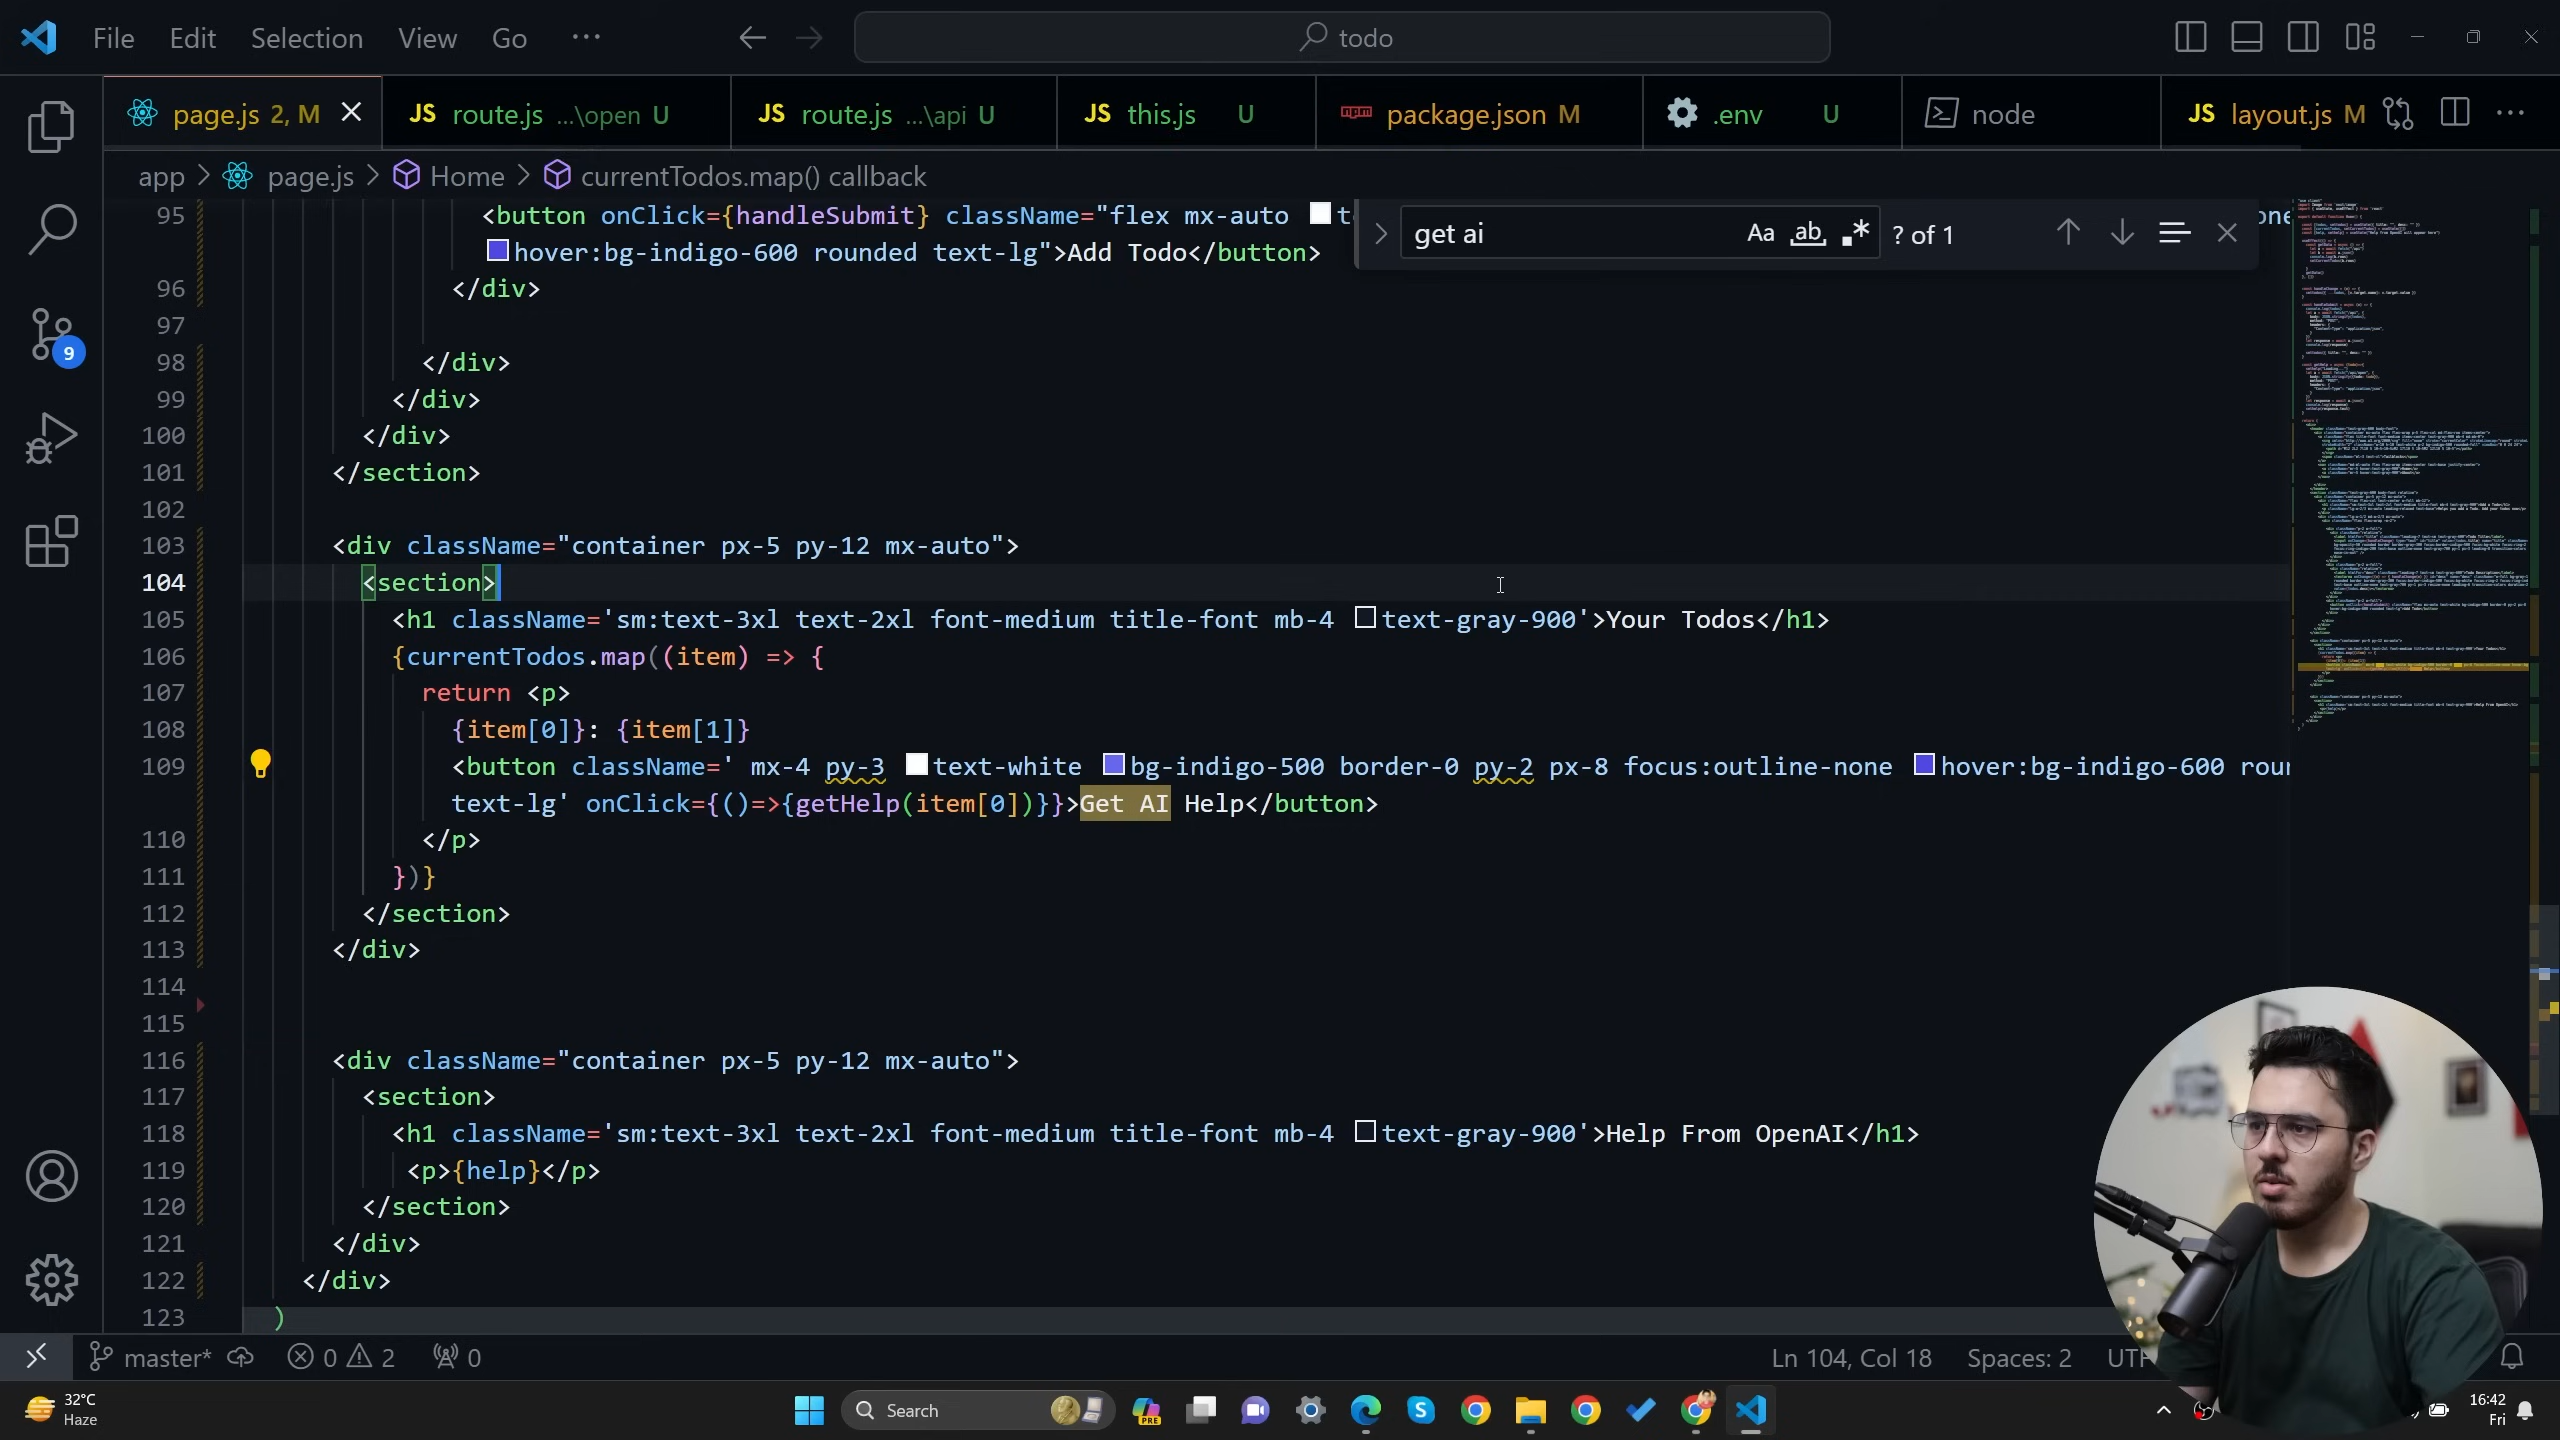 File Edit Selection View Go ··· todo
page.js 2, M
route.js ...\open U
route.js ...\api U
this.js U
package.json M
.env U
node
layout.js M
app > page.js > Home > currentTodos.map() callback
get ai Aa ab .* ? of 1
95 <button onClick={handleSubmit} className="flex mx-auto
hover:bg-indigo-600 rounded text-lg">Add Todo</button>
96 </div>
97
98 </div>
99 </div>
100 </div>
101 </section>
102
103 <div className="container px-5 py-12 mx-auto">
104 <section>
105 <h1 className='sm:text-3xl text-2xl font-medium title-font mb-4 text-gray-900'>Your Todos</h1>
106 {currentTodos.map((item) => {
107 return <p>
108 {item[0]}: {item[1]}
109 <button className=' mx-4 py-3 text-white bg-indigo-500 border-0 py-2 px-8 focus:outline-none hover:bg-indigo-600
text-lg' onClick={()=>{getHelp(item[0])}}>Get AI Help</button>
110 </p>
111 })}
112 </section>
113 </div>
114
115
116 <div className="container px-5 py-12 mx-auto">
117 <section>
118 <h1 className='sm:text-3xl text-2xl font-medium title-font mb-4 text-gray-900'>Help From OpenAI</h1>
119 <p>{help}</p>
120 </section>
121 </div>
122 </div>
123 )
9
master* 0 2 0 Ln 104, Col 18 Spaces: 2
32°C
Haze
Search
PRE
16:42
Fri